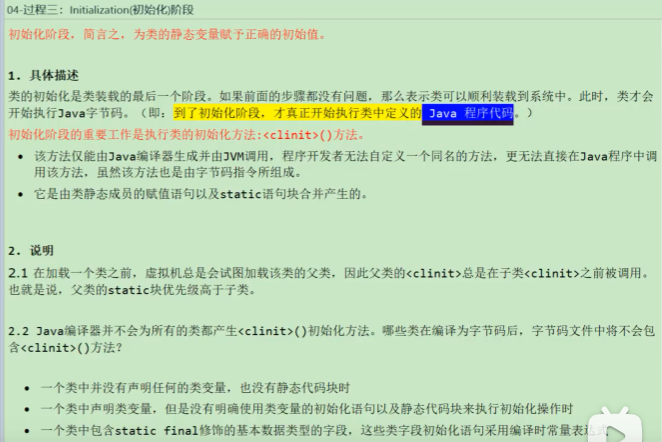 04-过程三：Initialization(初始化)阶段
初始化阶段，简言之，为类的静态变量赋予正确的初始值。
1. 具体描述
类的初始化是类装载的最后一个阶段。如果前面的步骤都没有问题，那么表示类可以顺利装载到系统中。此时，类才会
开始执行Java字节码。（即：到了初始化阶段，才真正开始执行类中定义的 Java 程序代码。）
初始化阶段的重要工作是执行类的初始化方法:<clinit>()方法。
• 该方法仅能由Java编译器生成并由JVM调用，程序开发者无法自定义一个同名的方法，更无法直接在Java程序中调
用该方法，虽然该方法也是由字节码指令所组成。
• 它是由类静态成员的赋值语句以及static语句块合并产生的。
2. 说明
2.1 在加载一个类之前，虚拟机总是会试图加载该类的父类，因此父类的<clinit>总是在子类<clinit>之前被调用。
也就是说，父类的static块优先级高于子类。
2.2 Java编译器并不会为所有的类都产生<clinit>()初始化方法。哪些类在编译为字节码后，字节码文件中将不会包
含<clinit>()方法？
• 一个类中并没有声明任何的类变量，也没有静态代码块时
• 一个类中声明类变量，但是没有明确使用类变量的初始化语句以及静态代码块来执行初始化操作时
• 一个类中包含static final修饰的基本数据类型的字段，这些类字段初始化语句采用编译时常量表达式